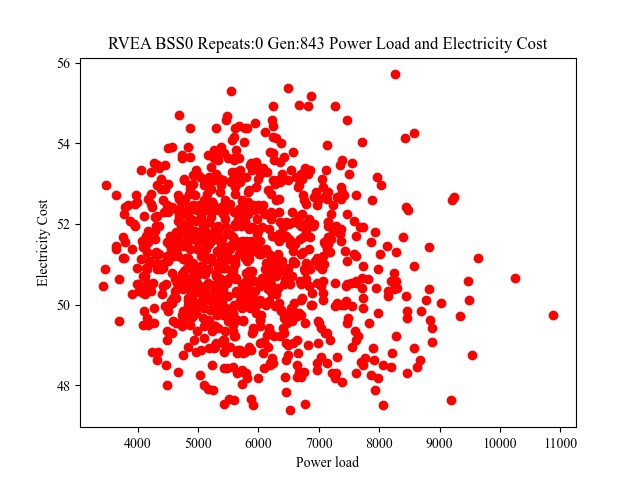 RVEA BSS0 Repeats:0 Gen:843 Power Load and Electricity Cost
56
54
52
50
48
Electricity Cost
4000 5000 6000 7000 8000 9000 10000 11000
Power load